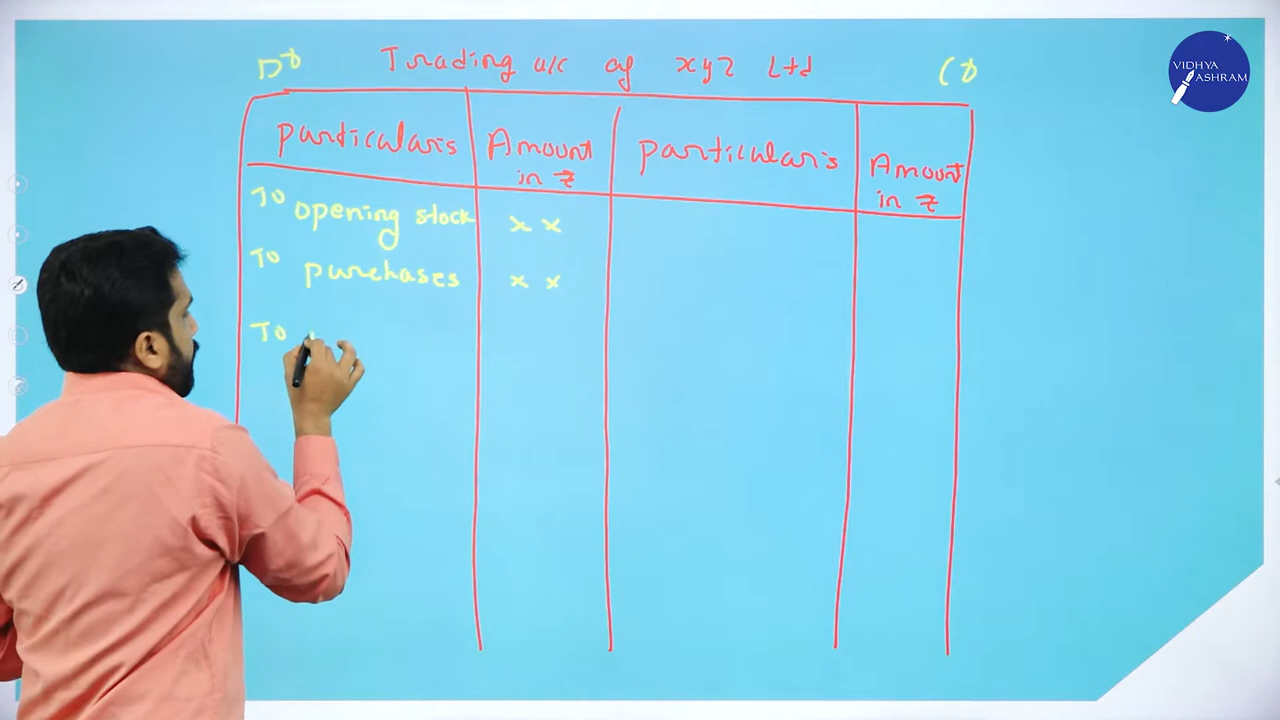 Dr Trading a/c of xyz Ltd Cr
VIDHYA
ASHRAM
particulars Amount in ₹ particulars Amount in ₹
To opening stock x x
To purchases x x
To